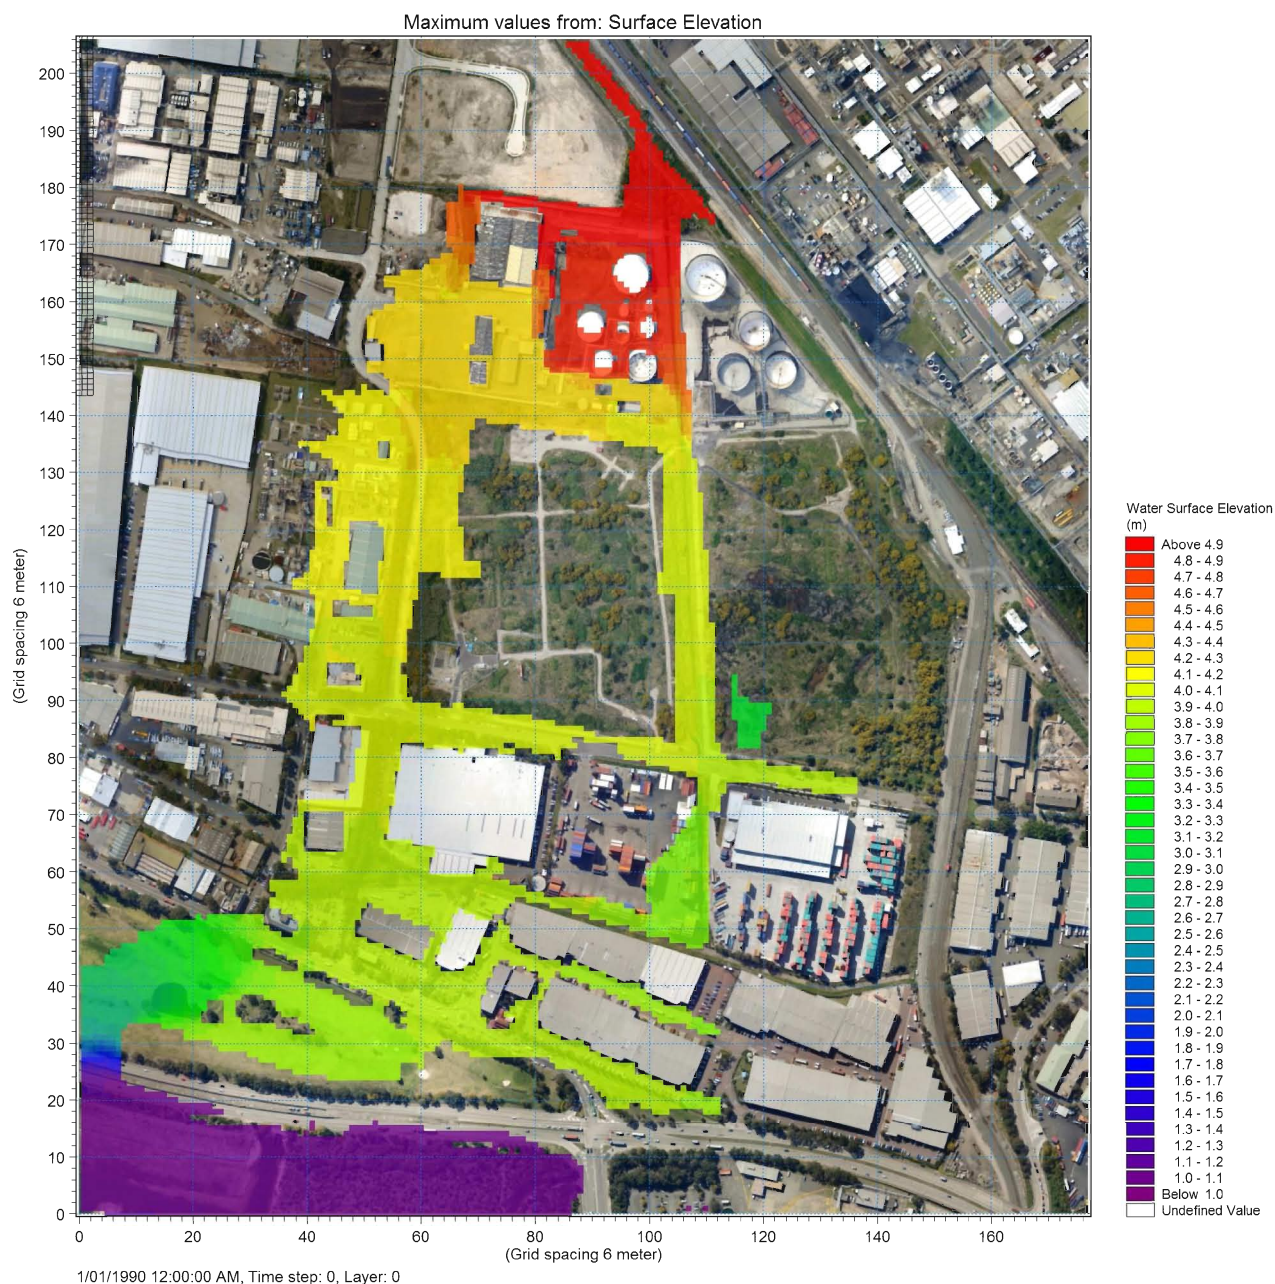 Maximum values from: Surface Elevation
200
190
180
170
160
150
140
130
120
110
100
90
80
70
60
50
40
30
20
10
0
(Grid spacing 6 meter)
0 20 40 60 80 100 120 140 160
(Grid spacing 6 meter)
1/01/1990 12:00:00 AM, Time step: 0, Layer: 0
Water Surface Elevation
(m)
Above 4.9
4.8 - 4.9
4.7 - 4.8
4.6 - 4.7
4.5 - 4.6
4.4 - 4.5
4.3 - 4.4
4.2 - 4.3
4.1 - 4.2
4.0 - 4.1
3.9 - 4.0
3.8 - 3.9
3.7 - 3.8
3.6 - 3.7
3.5 - 3.6
3.4 - 3.5
3.3 - 3.4
3.2 - 3.3
3.1 - 3.2
3.0 - 3.1
2.9 - 3.0
2.8 - 2.9
2.7 - 2.8
2.6 - 2.7
2.5 - 2.6
2.4 - 2.5
2.3 - 2.4
2.2 - 2.3
2.1 - 2.2
2.0 - 2.1
1.9 - 2.0
1.8 - 1.9
1.7 - 1.8
1.6 - 1.7
1.5 - 1.6
1.4 - 1.5
1.3 - 1.4
1.2 - 1.3
1.1 - 1.2
1.0 - 1.1
Below 1.0
Undefined Value